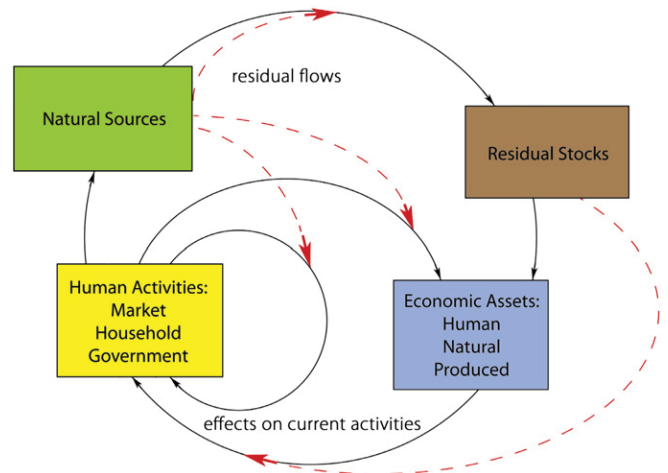 residual flows
Natural Sources
Residual Stocks
Human Activities:
Market
Household
Government
Economic Assets:
Human
Natural
Produced
effects on current activities